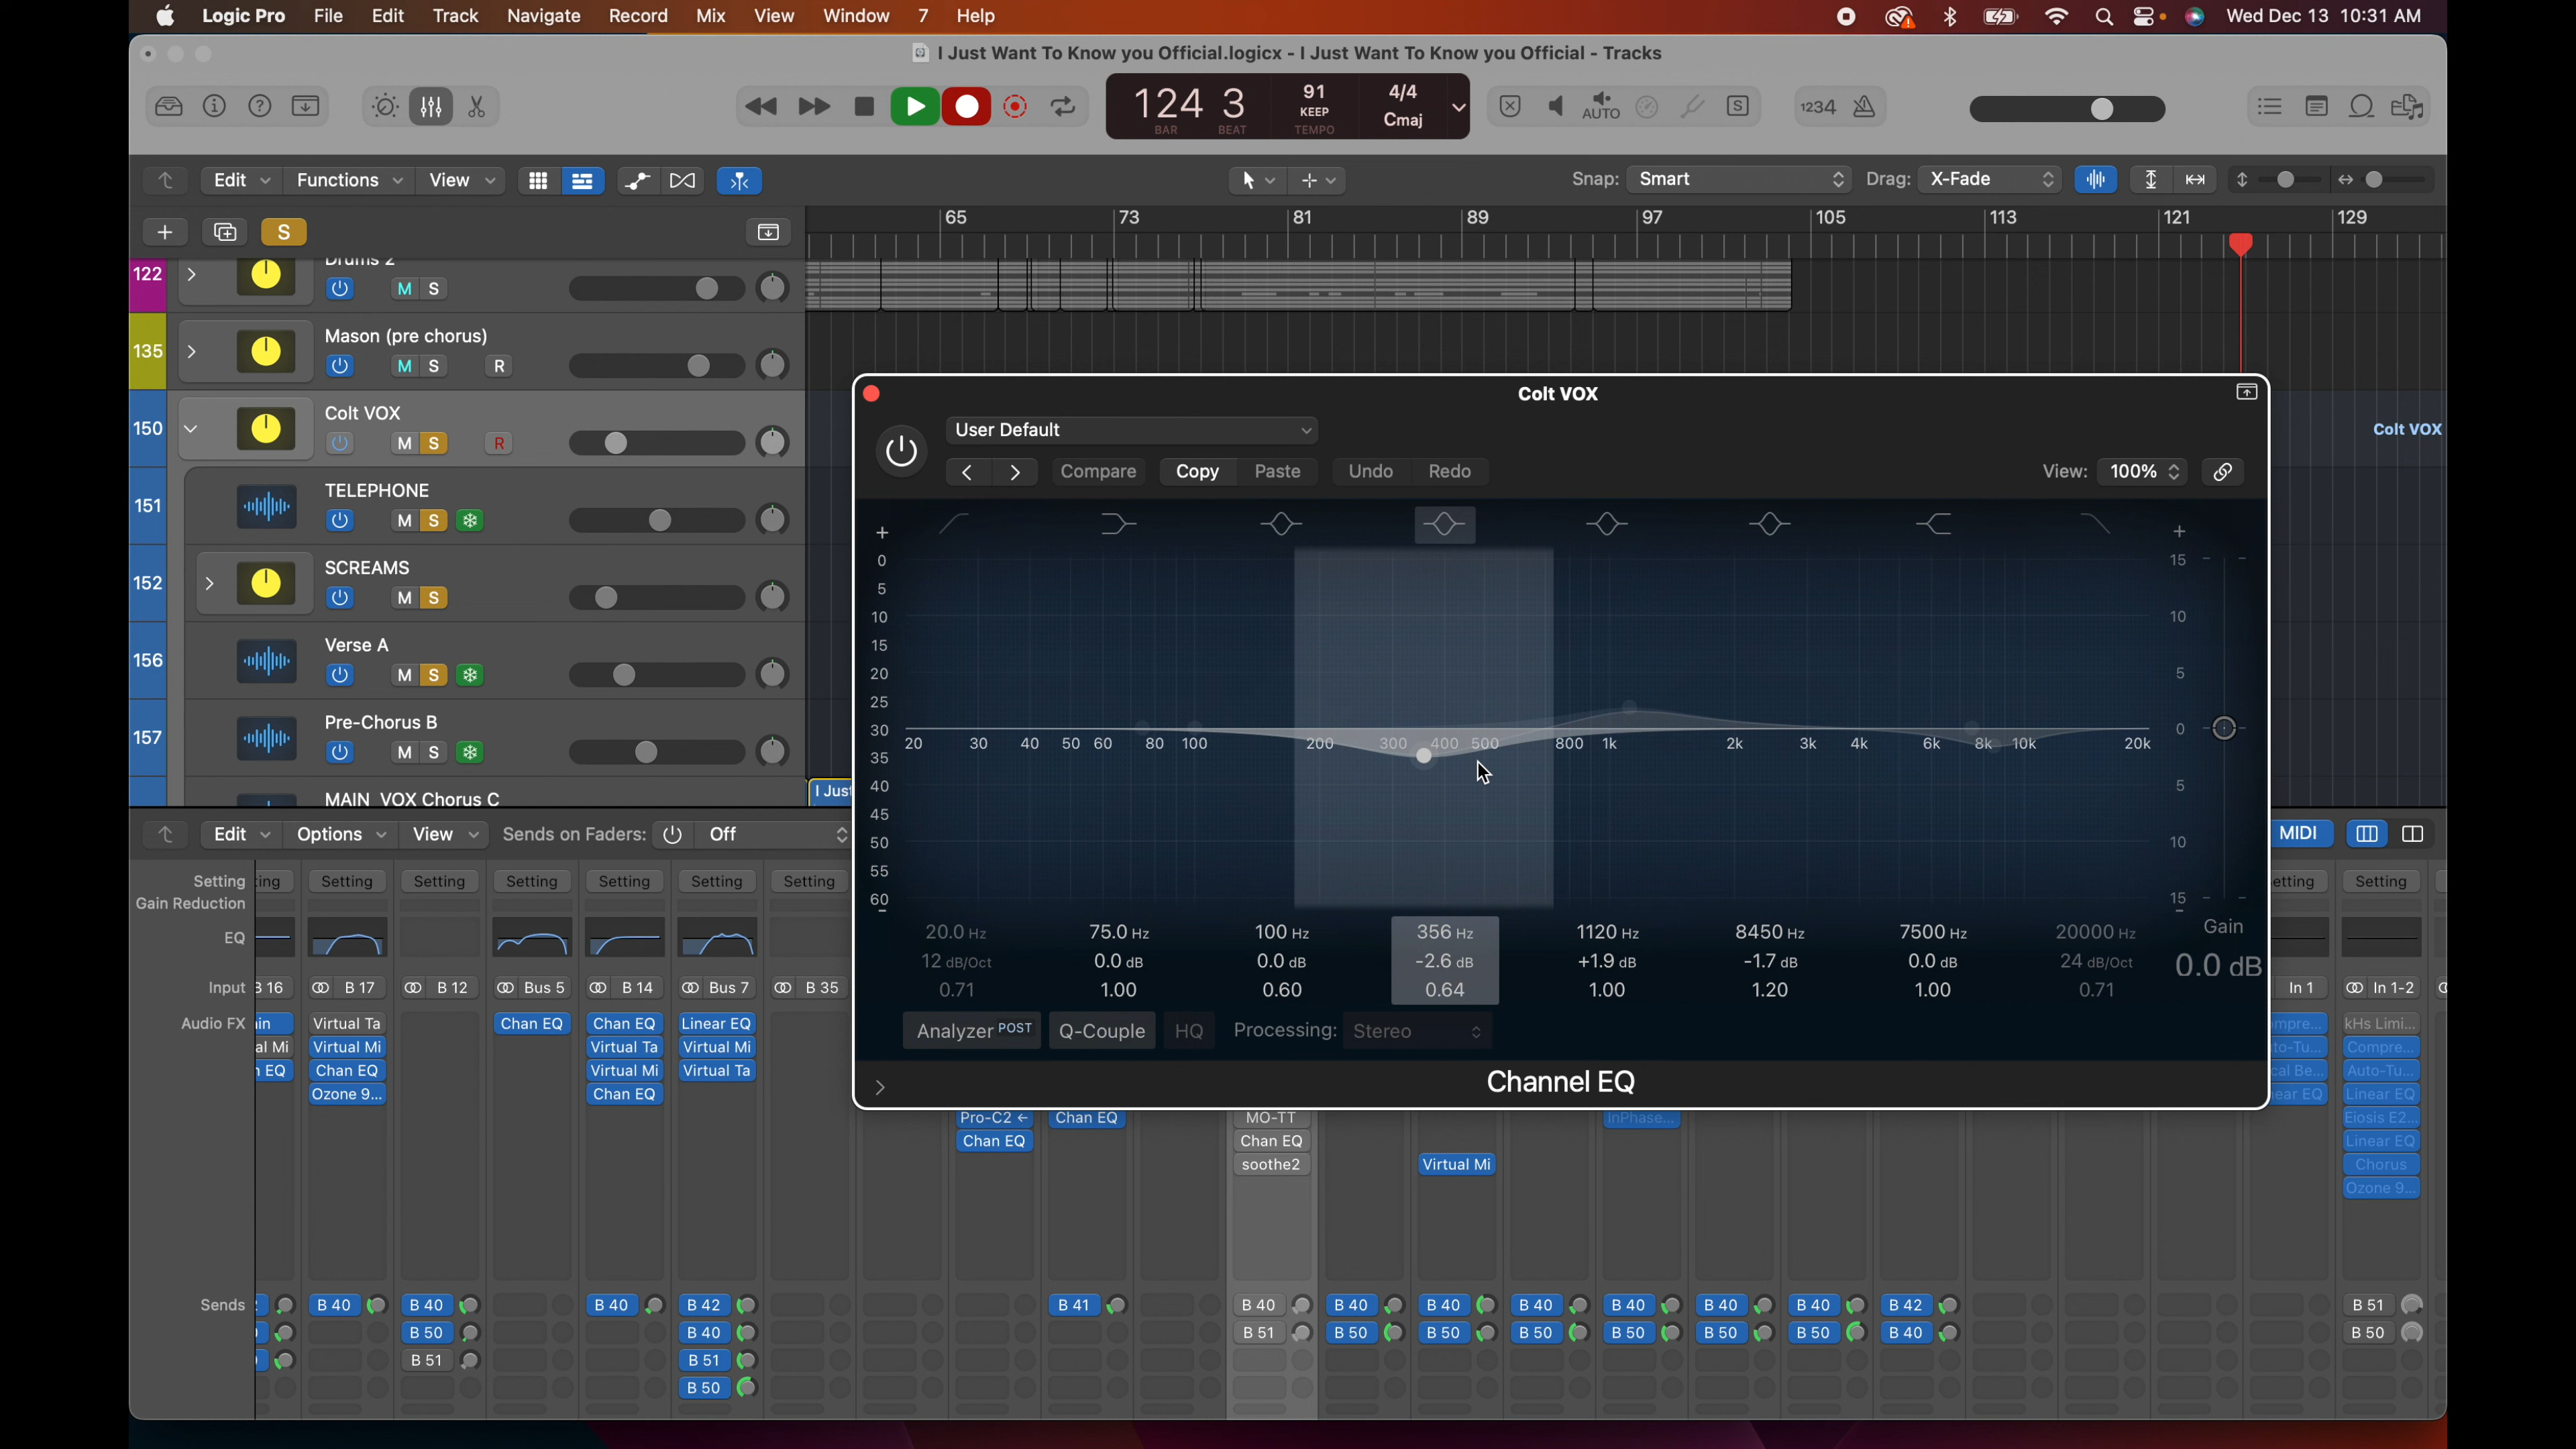 Logic Pro File Edit Track Navigate Record Mix View Window 7 Help Wed Dec 13 10:31 AM
I Just Want To Know you Official.logicx - I Just Want To Know you Official - Tracks
124 3 91 4/4
KEEP Cmaj
BAR BEAT TEMPO
AUTO S 1234
Edit Functions View Snap: Smart Drag: X-Fade
S 65 73 81 89 97 105 113 121 129
122 Drums 2
M S
135 Mason (pre chorus)
M S R
150 Colt VOX
M S R
151 TELEPHONE
M S
152 SCREAMS
M S
156 Verse A
M S
157 Pre-Chorus B
M S
MAIN VOX Chorus C
I Just
Colt VOX
Colt VOX
User Default
Compare Copy Paste Undo Redo View: 100%
+ +
0 15
5
10 10
15
20 5
25
30 0
20 30 40 50 60 80 100 200 300 400 500 800 1k 2k 3k 4k 6k 8k 10k 20k
35
40 5
45
50 10
55
60 15
20.0 Hz 75.0 Hz 100 Hz 356 Hz 1120 Hz 8450 Hz 7500 Hz 20000 Hz Gain
12 dB/Oct 0.0 dB 0.0 dB -2.6 dB +1.9 dB -1.7 dB 0.0 dB 24 dB/Oct 0.0 dB
0.71 1.00 0.60 0.64 1.00 1.20 1.00 0.71
Analyzer POST Q-Couple HQ Processing: Stereo
Channel EQ
Edit Options View Sends on Faders: Off MIDI
Setting ing Setting Setting Setting Setting Setting Setting etting Setting
Gain Reduction
EQ
Input B 16 B 17 B 12 Bus 5 B 14 Bus 7 B 35 In 1 In 1-2
Audio FX in Virtual Ta Chan EQ Chan EQ Linear EQ mpre... kHs Limi...
al Mi Virtual Mi Virtual Ta Virtual Mi to-Tu... Compre...
n EQ Chan EQ Virtual Mi Virtual Ta cal Be... Auto-Tu...
Ozone 9... Chan EQ near EQ Linear EQ
Pro-C2 Chan EQ MO-TT InPhase... Eiosis E2...
Chan EQ Chan EQ Linear EQ
soothe2 Virtual Mi Chorus
Ozone 9...
Sends B 40 B 40 B 40 B 42 B 41 B 40 B 40 B 40 B 40 B 40 B 40 B 40 B 42 B 51
B 50 B 40 B 51 B 50 B 50 B 50 B 50 B 50 B 50 B 40 B 50
B 51 B 51
B 50